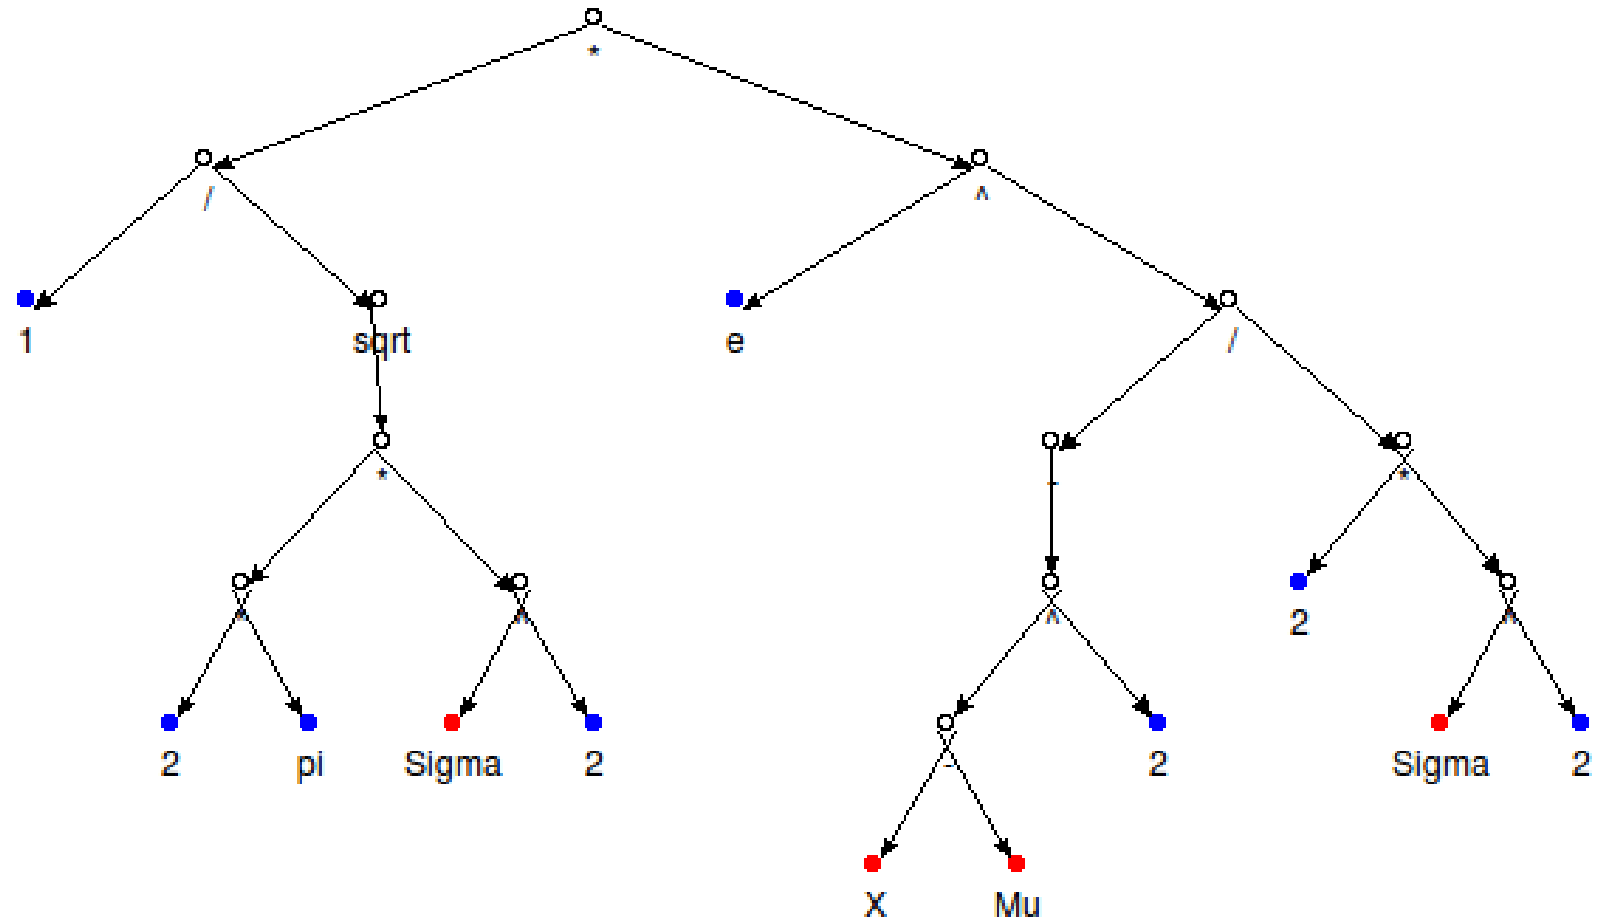 *
/ ^
1 sqrt e /
* - *
^ ^ 2 ^
2 pi Sigma 2 - 2 Sigma 2
X Mu